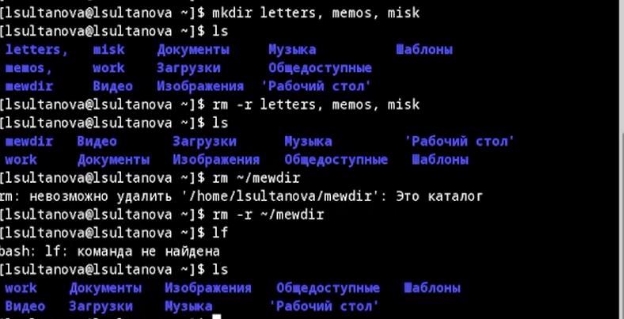 [lsultanova@lsultanova ~]$ mkdir letters, memos, misk
[lsultanova@lsultanova ~]$ ls
letters, misk Документы Музыка Шаблоны
memos, work Загрузки Общедоступные
mewdir Видео Изображения 'Рабочий стол'
[lsultanova@lsultanova ~]$ rm -r letters, memos, misk
[lsultanova@lsultanova ~]$ ls
mewdir Видео Загрузки Музыка 'Рабочий стол'
work Документы Изображения Общедоступные Шаблоны
[lsultanova@lsultanova ~]$ rm ~/mewdir
rm: невозможно удалить '/home/lsultanova/mewdir': Это каталог
[lsultanova@lsultanova ~]$ rm -r ~/mewdir
[lsultanova@lsultanova ~]$ lf
bash: lf: команда не найдена
[lsultanova@lsultanova ~]$ ls
work Документы Изображения Общедоступные Шаблоны
Видео Загрузки Музыка 'Рабочий стол'